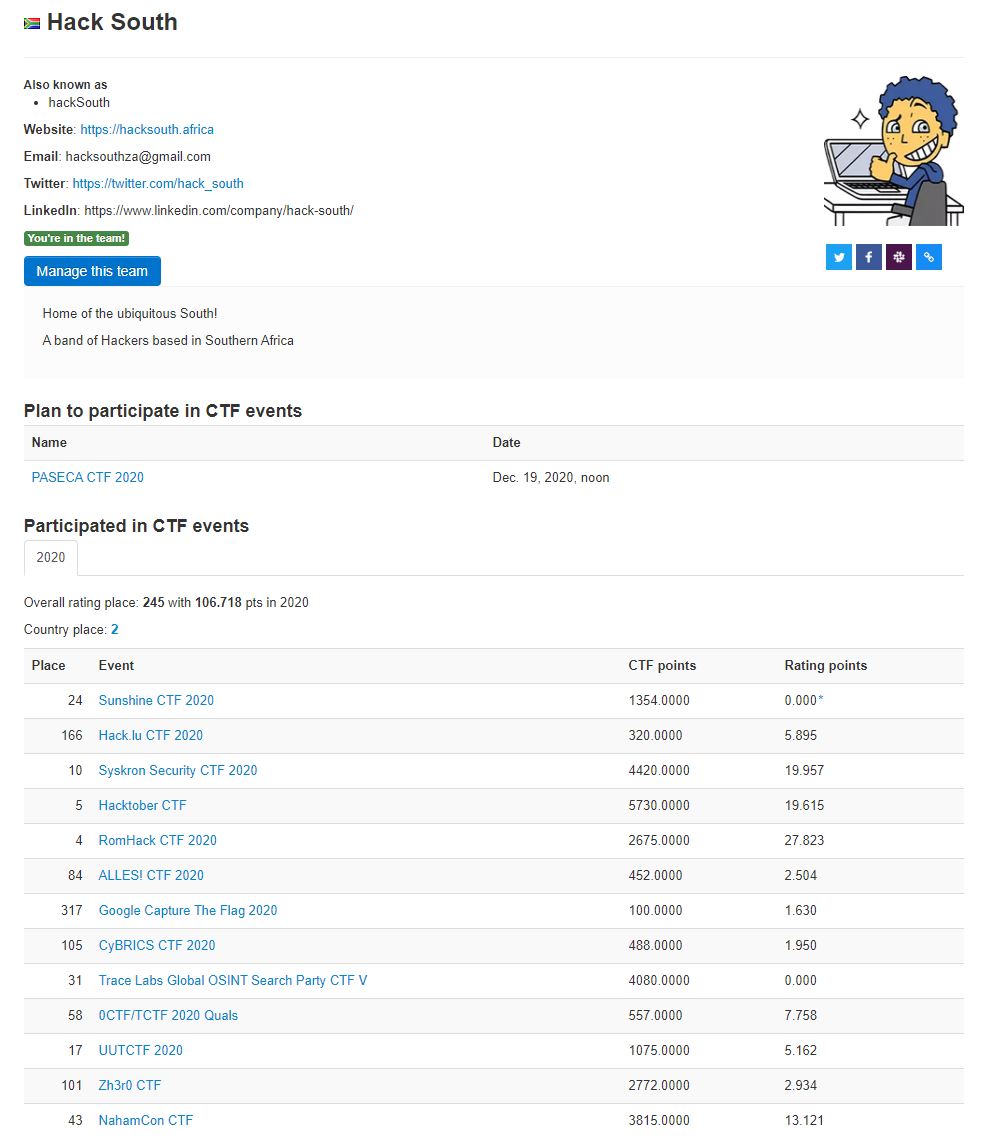 Hack South
Also known as
hackSouth
Website: https://hacksouth.africa
Email: hacksouthza@gmail.com
Twitter: https://twitter.com/hack_south
LinkedIn: https://www.linkedin.com/company/hack-south/
You're in the team!
Manage this team
Home of the ubiquitous South!
A band of Hackers based in Southern Africa
Plan to participate in CTF events
Name Date
PASECA CTF 2020 Dec. 19, 2020, noon
Participated in CTF events
2020
Overall rating place: 245 with 106.718 pts in 2020
Country place: 2
Place Event CTF points Rating points
24 Sunshine CTF 2020 1354.0000 0.000*
166 Hack.lu CTF 2020 320.0000 5.895
10 Syskron Security CTF 2020 4420.0000 19.957
5 Hacktober CTF 5730.0000 19.615
4 RomHack CTF 2020 2675.0000 27.823
84 ALLES! CTF 2020 452.0000 2.504
317 Google Capture The Flag 2020 100.0000 1.630
105 CyBRICS CTF 2020 488.0000 1.950
31 Trace Labs Global OSINT Search Party CTF V 4080.0000 0.000
58 0CTF/TCTF 2020 Quals 557.0000 7.758
17 UUTCTF 2020 1075.0000 5.162
101 Zh3r0 CTF 2772.0000 2.934
43 NahamCon CTF 3815.0000 13.121